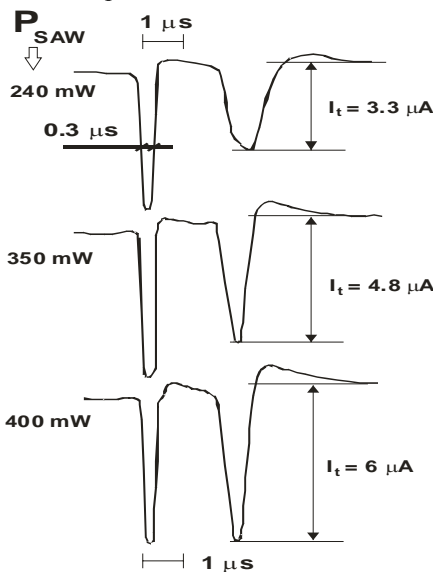 P_SAW
1 μs
240 mW
I_t = 3.3 μA
0.3 μs
350 mW
I_t = 4.8 μA
400 mW
I_t = 6 μA
1 μs